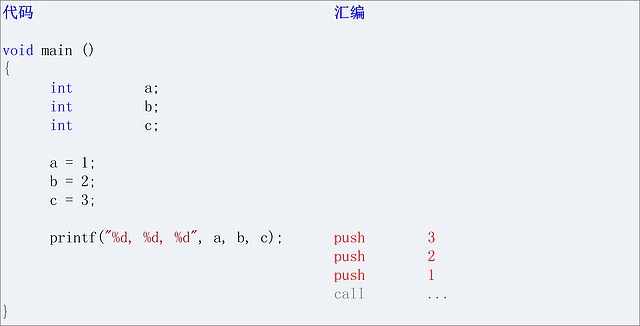 代码 汇编
void main ()
{
int a;
int b;
int c;
a = 1;
b = 2;
c = 3;
printf("%d, %d, %d", a, b, c); push 3
push 2
push 1
call ...
}